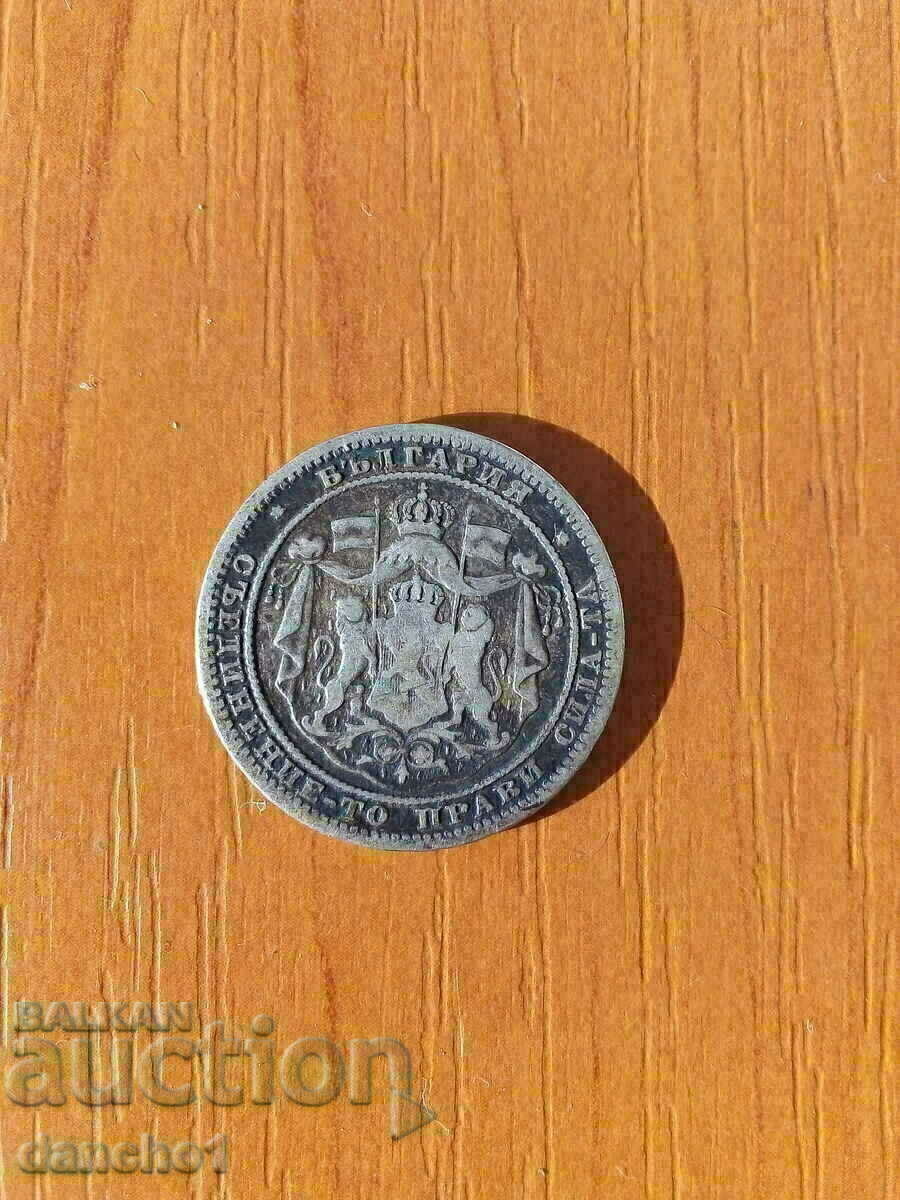 * БЪЛГАРИЯ *
СЪЕДИНЕНИЕ-ТО ПРАВИ СИЛА-ТА
BALKAN
auction
dancho1